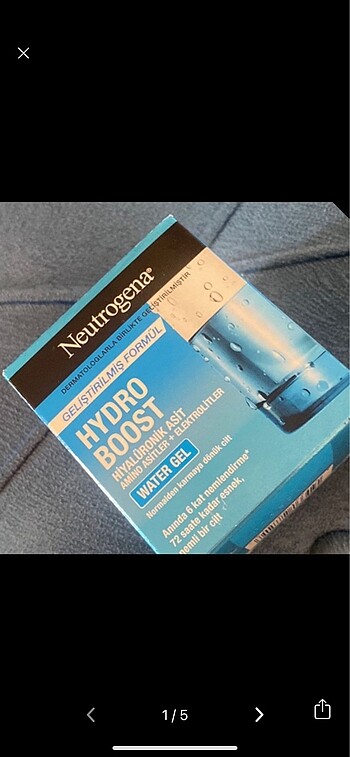 Neutrogena®
DERMATOLOGLARLA BİRLİKTE GELİŞTİRİLMİŞTİR
GELİŞTİRİLMİŞ FORMÜL
HYDRO
BOOST
HİYALÜRONİK ASİT
AMİNO ASİTLER + ELEKTROLİTLER
WATER GEL
Normalden karmaya dönük cilt
Anında 6 kat nemlendirme*
72 saate kadar esnek,
nemli bir cilt
1 / 5